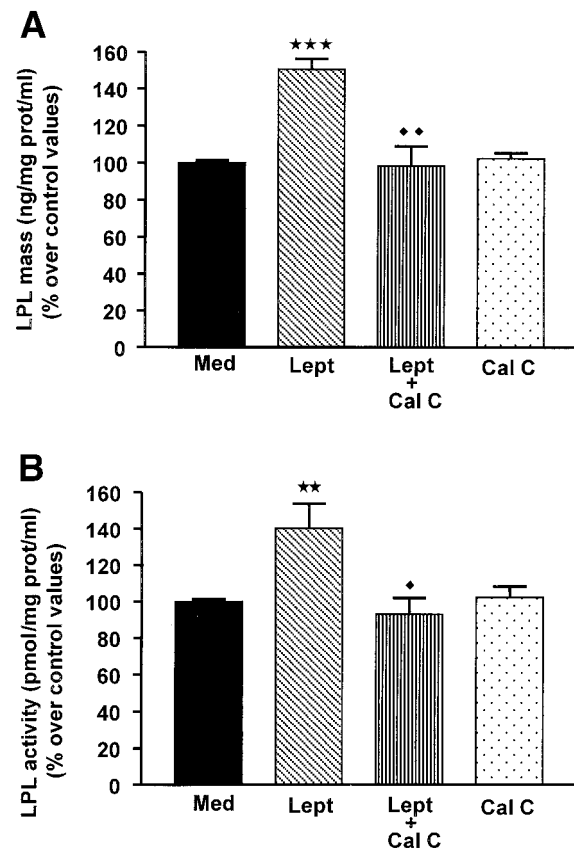 A
LPL mass (ng/mg prot/ml)
(% over control values)
160
140
120
100
80
60
40
20
0
★★★
◆ ◆
Med
Lept
Lept
+
Cal C
Cal C
B
LPL activity (pmol/mg prot/ml)
(% over control values)
160
140
120
100
80
60
40
20
0
★★
◆
Med
Lept
Lept
+
Cal C
Cal C